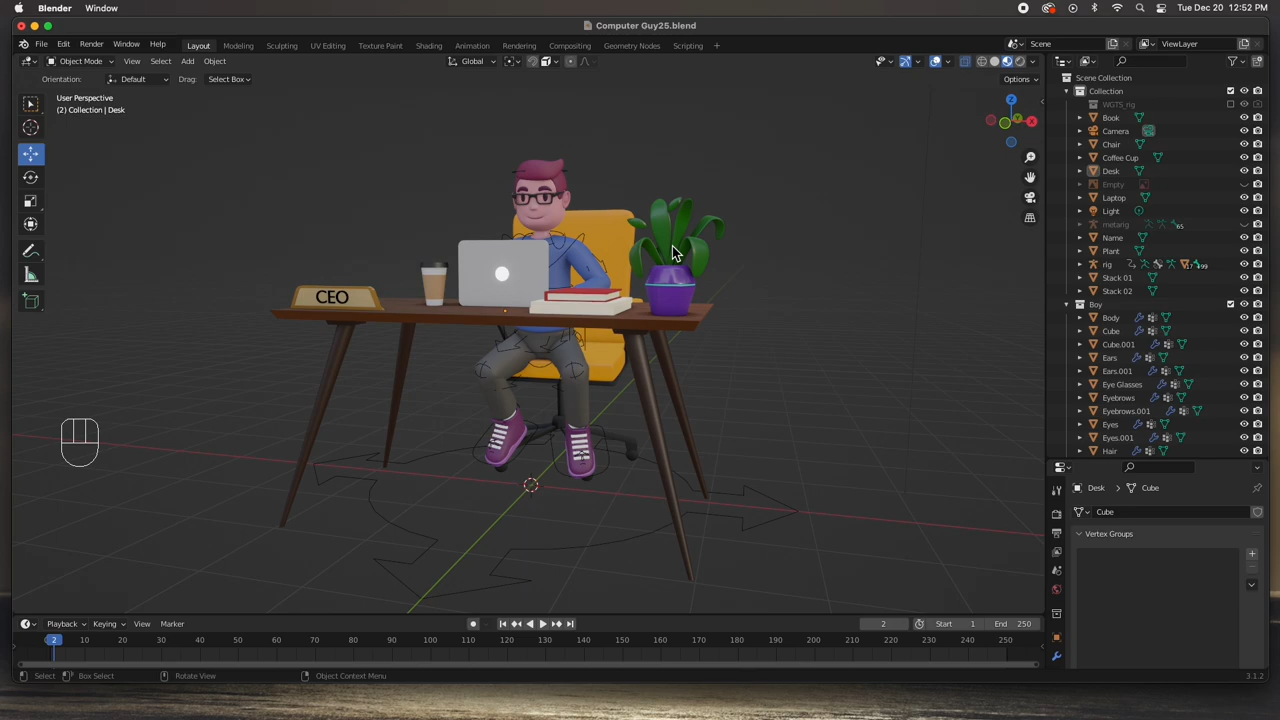 Blender Window Tue Dec 20 12:52 PM
Computer Guy25.blend
File Edit Render Window Help Layout Modeling Sculpting UV Editing Texture Paint Shading Animation Rendering Compositing Geometry Nodes Scripting + Scene ViewLayer
Object Mode View Select Add Object Global
Orientation: Default Drag: Select Box Options
User Perspective
(2) Collection | Desk
Z
Y
X
Scene Collection
Collection
WGTS_rig
Book
Camera
Chair
Coffee Cup
Desk
Empty
Laptop
Light
metarig 65
Name
Plant
rig 17 99
Stack 01
Stack 02
Boy
Body
Cube
Cube.001
Ears
Ears.001
Eye Glasses
Eyebrows
Eyebrows.001
Eyes
Eyes.001
Hair
CEO
Desk Cube
Cube
Vertex Groups
Playback Keying View Marker 2 Start 1 End 250
2 10 20 30 40 50 60 70 80 90 100 110 120 130 140 150 160 170 180 190 200 210 220 230 240 250
Select Box Select Rotate View Object Context Menu 3.1.2